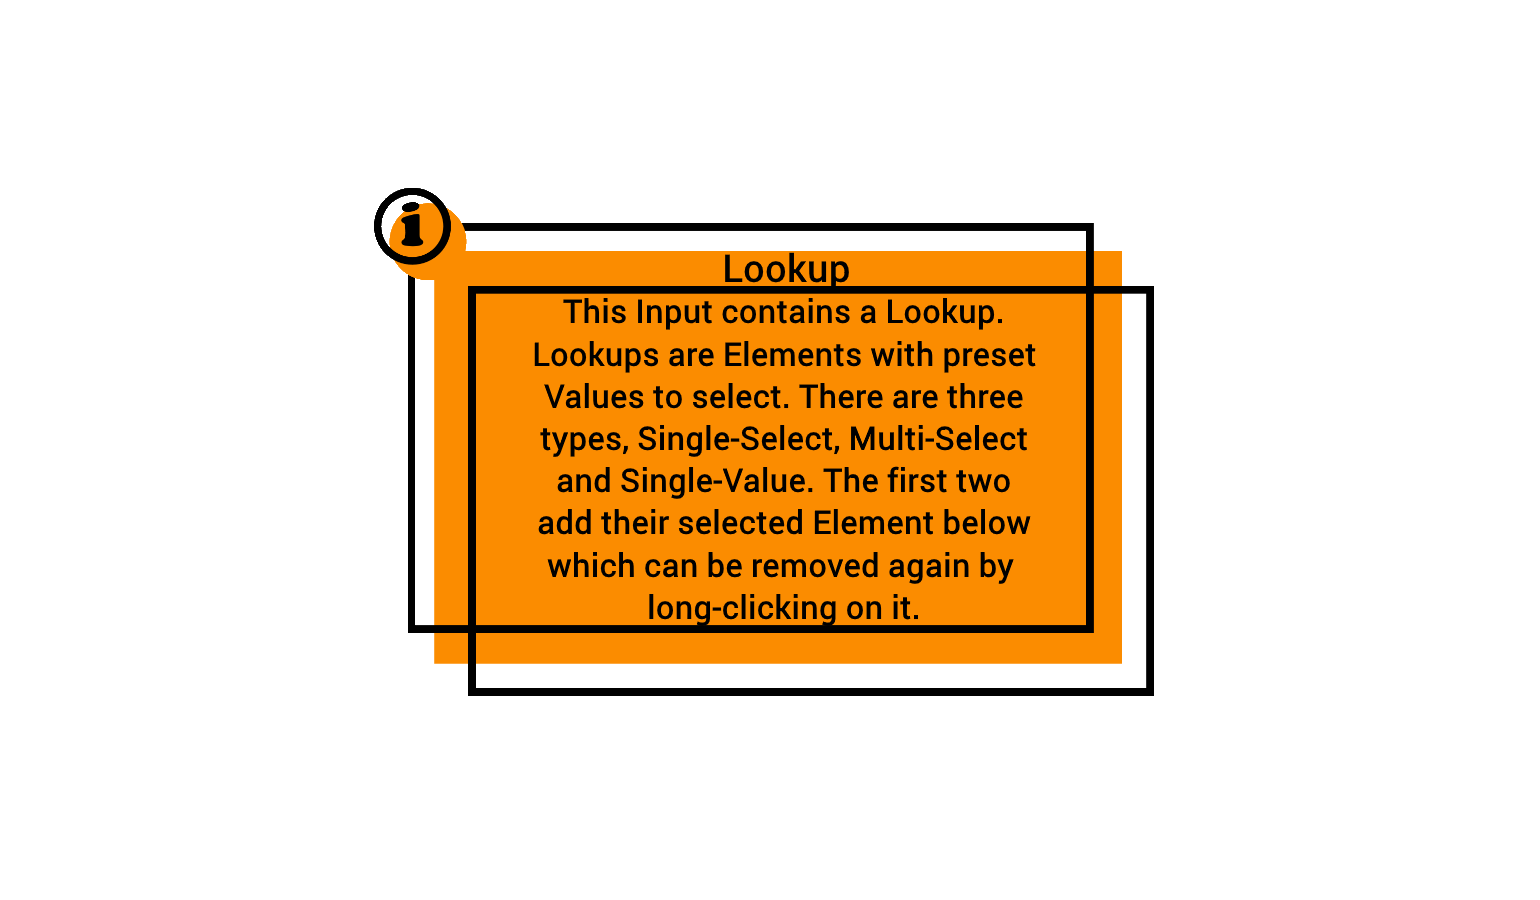 i
Lookup
This Input contains a Lookup.
Lookups are Elements with preset
Values to select. There are three
types, Single-Select, Multi-Select
and Single-Value. The first two
add their selected Element below
which can be removed again by
long-clicking on it.